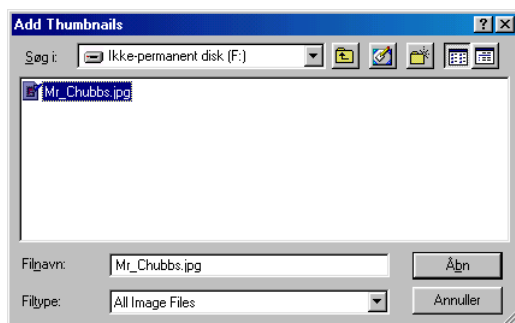 Add Thumbnails
Søg i: Ikke-permanent disk (F:)
Mr_Chubbs.jpg
Filnavn: Mr_Chubbs.jpg Åbn
Filtype: All Image Files Annuller